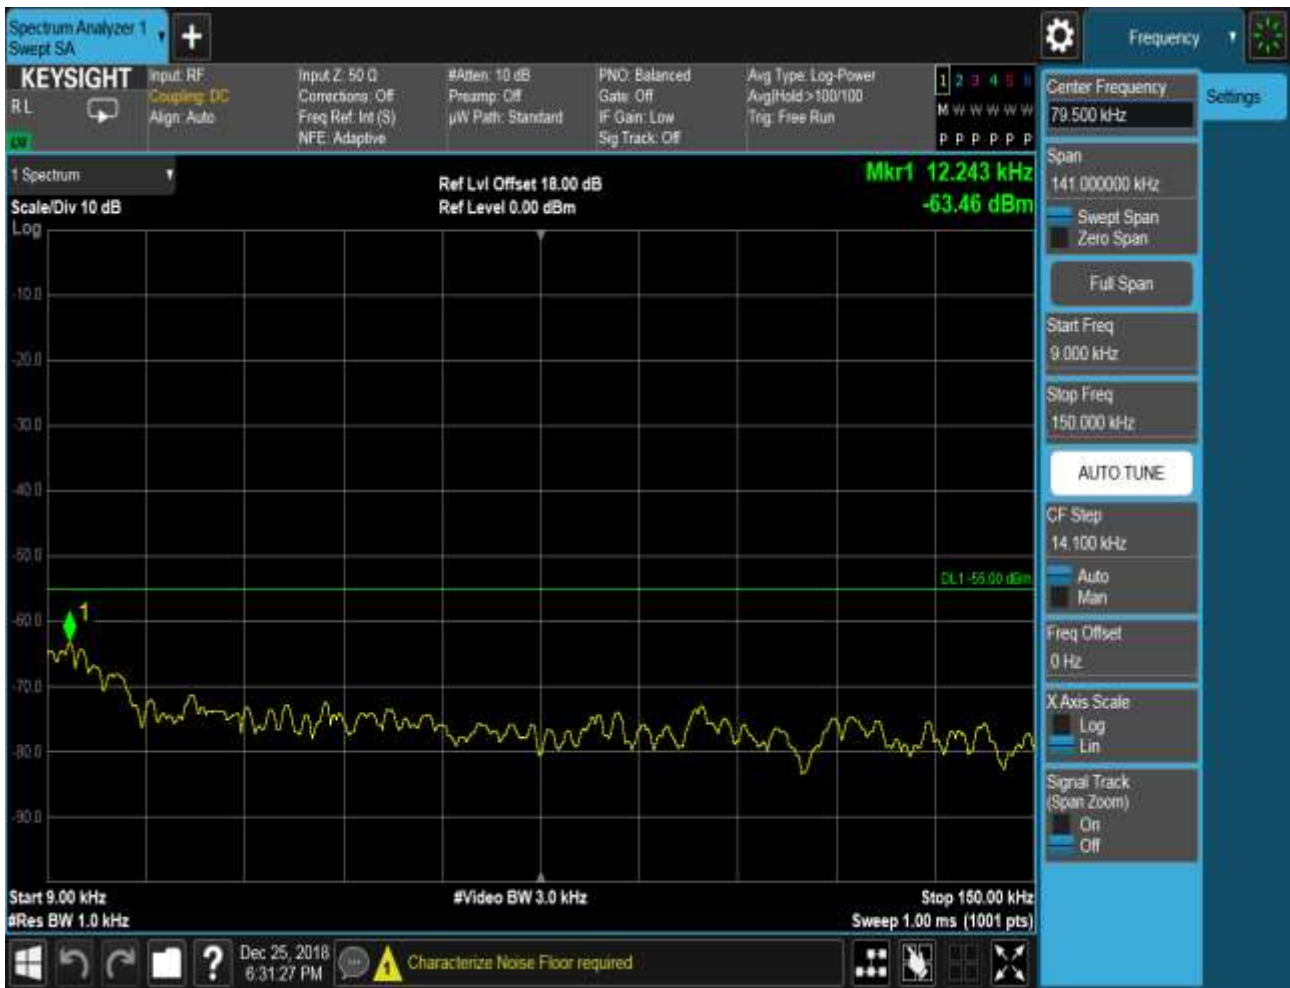 Spectrum Analyzer 1
Swept SA
Frequency
KEYSIGHT
R L
Input: RF
Coupling: DC
Align: Auto
Input Z: 50 Ω
Corrections: Off
Freq Ref: Int (S)
NFE: Adaptive
#Atten: 10 dB
Preamp: Off
µW Path: Standard
PNO: Balanced
Gate: Off
IF Gain: Low
Sig Track: Off
Avg Type: Log-Power
Avg|Hold:>100/100
Trig: Free Run
1 2 3 4 5 6
M W W W W W
P P P P P P
1 Spectrum
Scale/Div 10 dB
Log
Ref Lvl Offset 18.00 dB
Ref Level 0.00 dBm
Mkr1 12.243 kHz
-63.46 dBm
-10.0
-20.0
-30.0
-40.0
-50.0
DL1 -55.00 dBm
1
-60.0
-70.0
-80.0
-90.0
Start 9.00 kHz
#Res BW 1.0 kHz
#Video BW 3.0 kHz
Stop 150.00 kHz
Sweep 1.00 ms (1001 pts)
Center Frequency
79.500 kHz
Settings
Span
141.000000 kHz
Swept Span
Zero Span
Full Span
Start Freq
9.000 kHz
Stop Freq
150.000 kHz
AUTO TUNE
CF Step
14.100 kHz
Auto
Man
Freq Offset
0 Hz
X Axis Scale
Log
Lin
Signal Track
(Span Zoom)
On
Off
?
Dec 25, 2018
6:31:27 PM
1
Characterize Noise Floor required